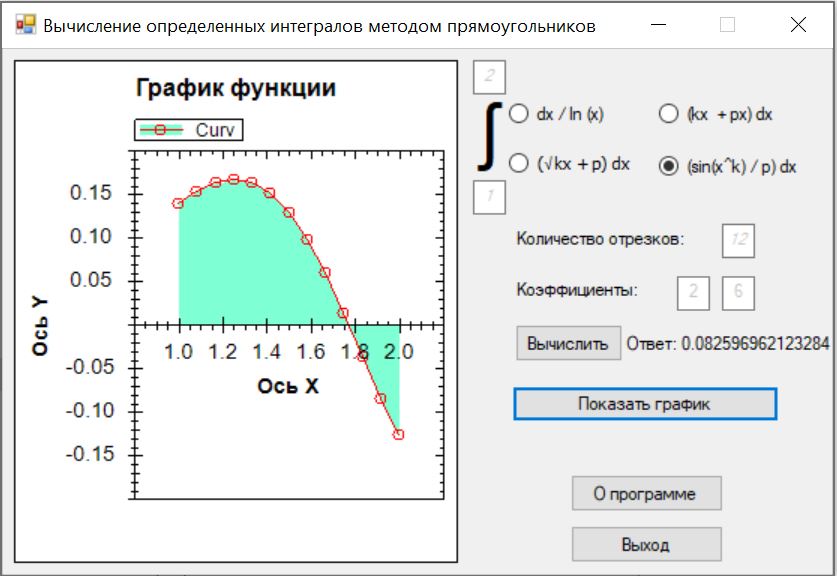 Вычисление определенных интегралов методом прямоугольников
График функции
Curv
0.15
0.10
0.05
-0.05
-0.10
-0.15
1.0 1.2 1.4 1.6 1.8 2.0
Ось Y
Ось X
2
∫
1
dx / ln (x)
(kx + px) dx
(√kx + p) dx
(sin(x^k) / p) dx
Количество отрезков: 12
Коэффициенты: 2 6
Вычислить Ответ: 0.082596962123284
Показать график
О программе
Выход